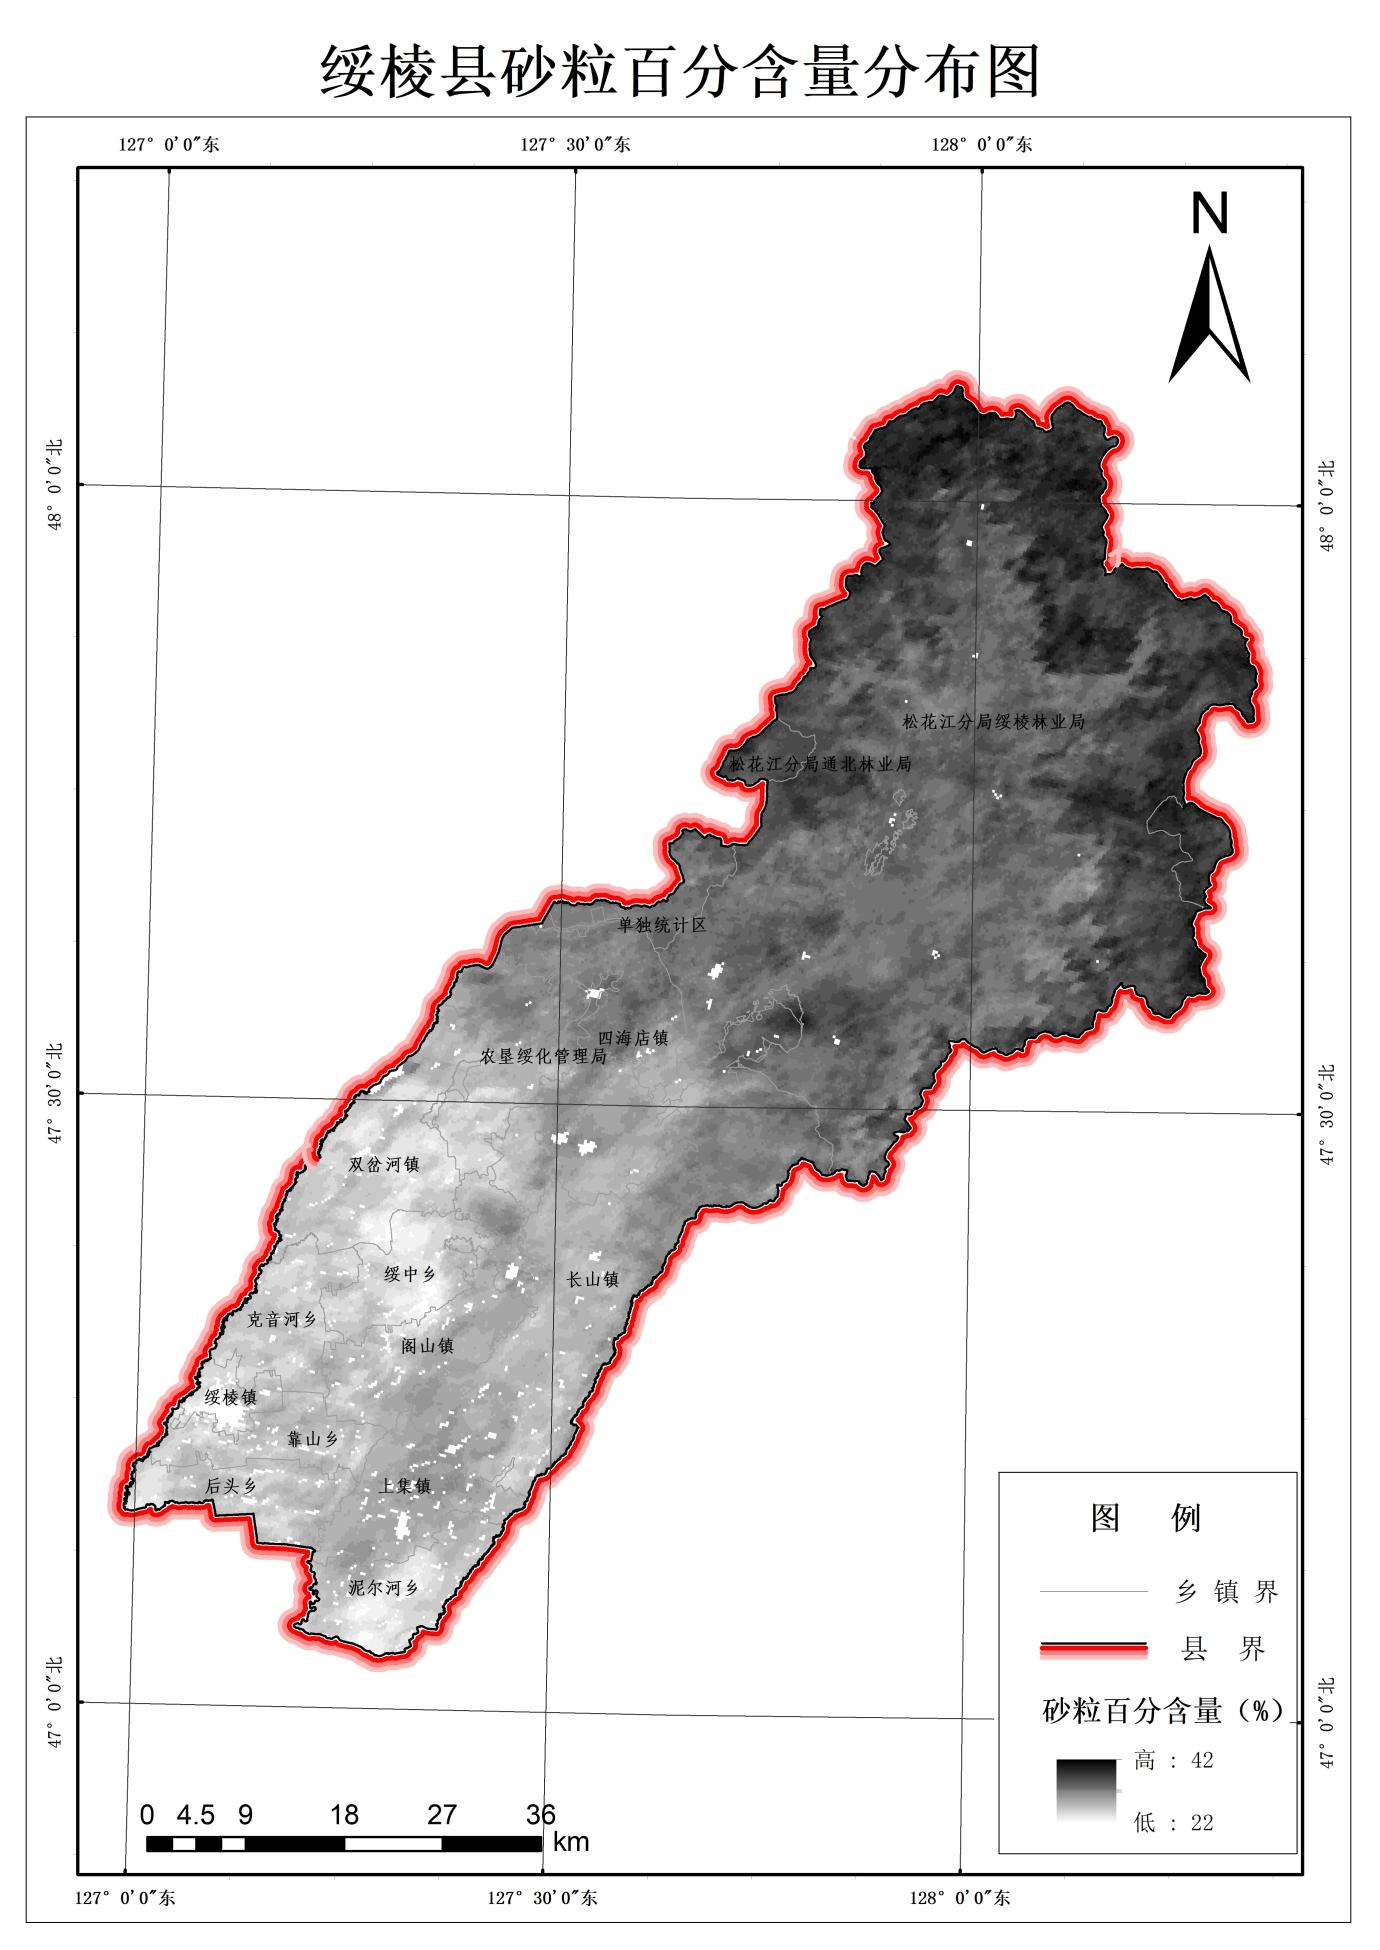 绥棱县砂粒百分含量分布图
127° 0'0"东
127° 30'0"东
128° 0'0"东
N
48° 0'0"北
48° 0'0"北
松花江分局绥棱林业局
松花江分局通北林业局
单独统计区
四海店镇
农垦绥化管理局
47° 30'0"北
47° 30'0"北
双岔河镇
绥中乡
长山镇
克音河乡
阁山镇
绥棱镇
靠山乡
后头乡
上集镇
泥尔河乡
图 例
乡 镇 界
县 界
砂粒百分含量（%）
高 : 42
低 : 22
47° 0'0"北
47° 0'0"北
0 4.5 9 18 27 36
km
127° 0'0"东
127° 30'0"东
128° 0'0"东